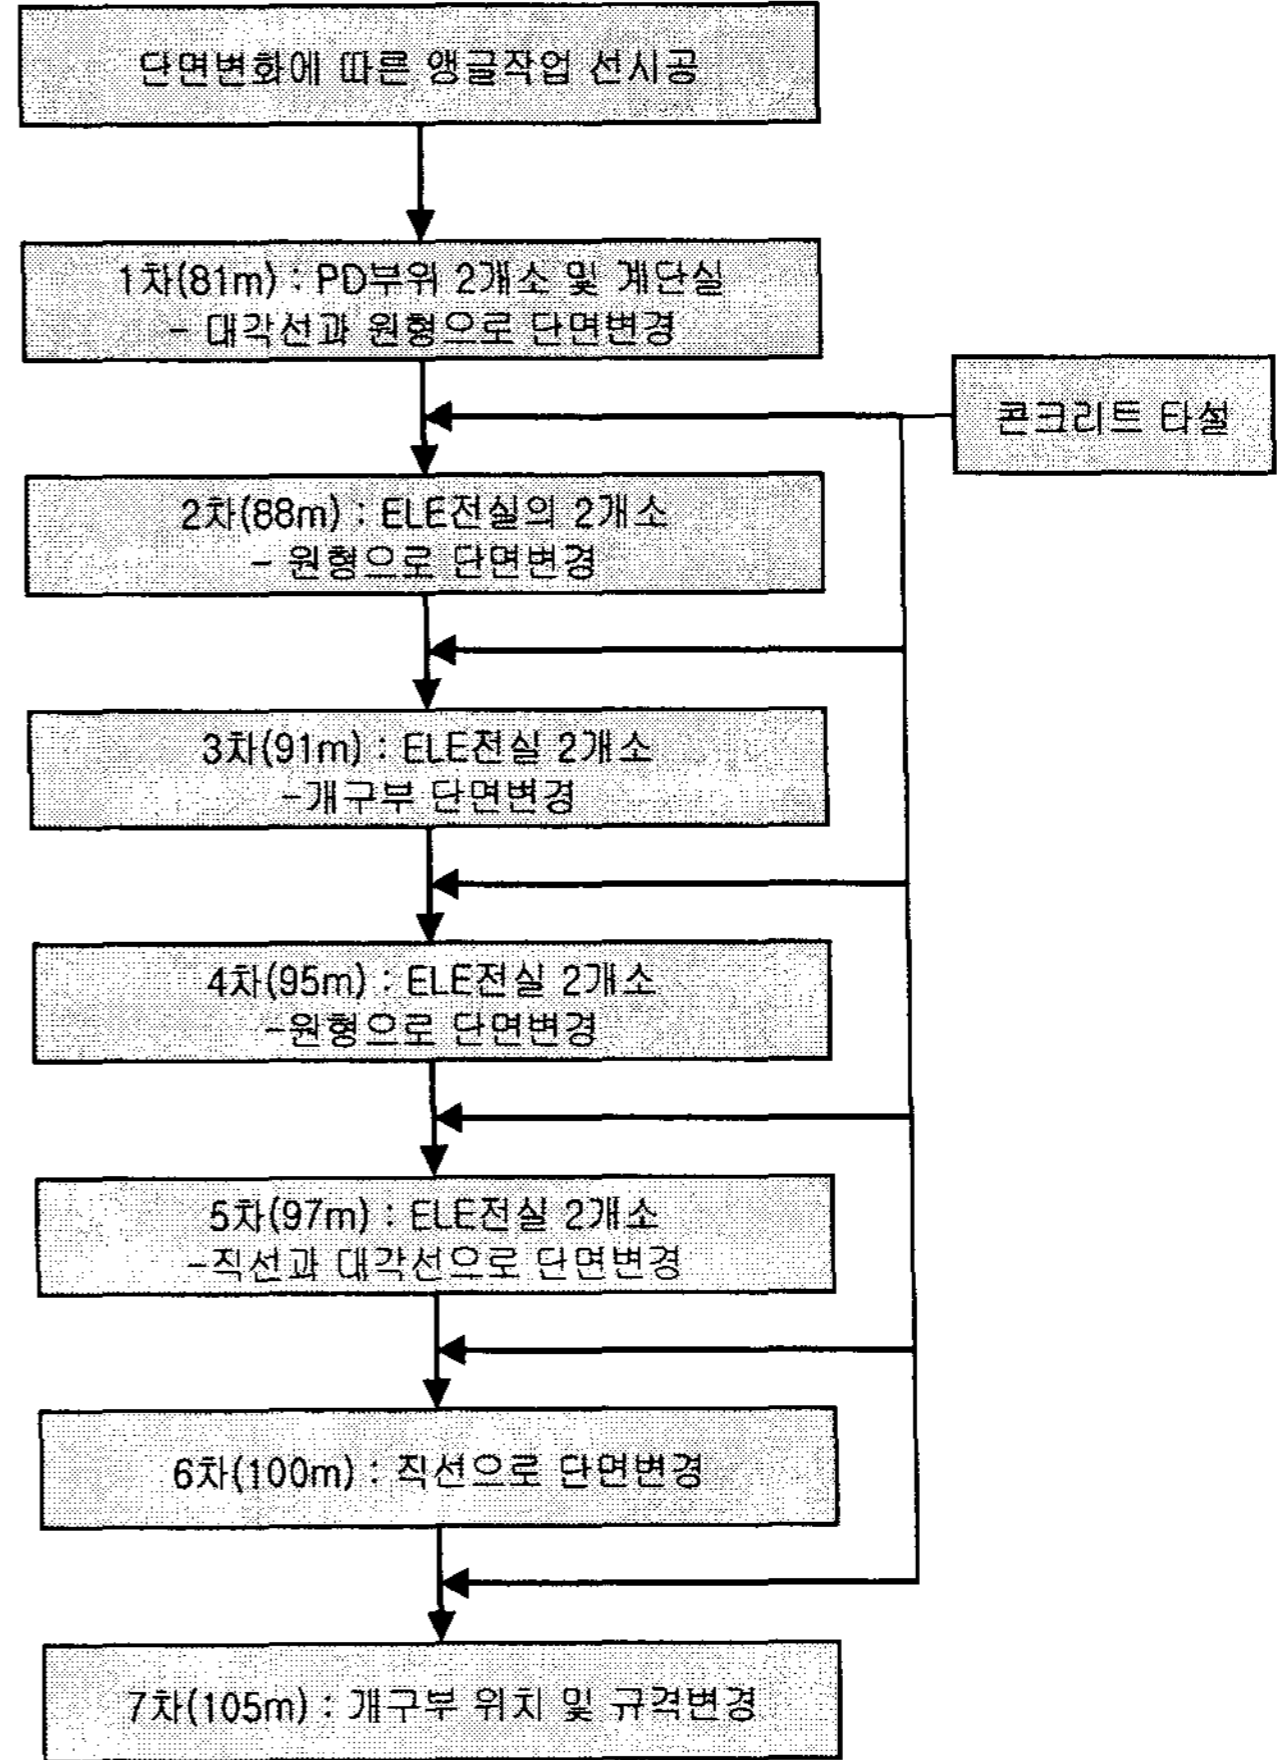 단면변화에 따른 앵글작업 선시공
1차(81m) : PD부위 2개소 및 계단실
- 대각선과 원형으로 단면변경
콘크리트 타설
2차(88m) : ELE전실의 2개소
- 원형으로 단면변경
3차(91m) : ELE전실 2개소
-개구부 단면변경
4차(95m) : ELE전실 2개소
-원형으로 단면변경
5차(97m) : ELE전실 2개소
-직선과 대각선으로 단면변경
6차(100m) : 직선으로 단면변경
7차(105m) : 개구부 위치 및 규격변경